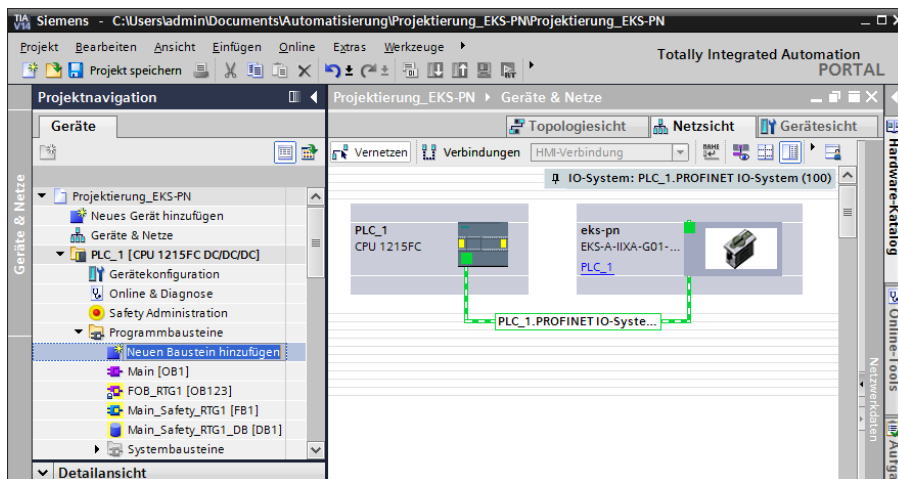 TIA V14 Siemens - C:\Users\admin\Documents\Automatisierung\Projektierung_EKS-PN\Projektierung_EKS-PN
Projekt Bearbeiten Ansicht Einfügen Online Extras Werkzeuge
Totally Integrated Automation
PORTAL
Projekt speichern
Projektnavigation
Projektierung_EKS-PN Geräte & Netze
Geräte
Topologiesicht Netzsicht Gerätesicht
Vernetzen Verbindungen HMI-Verbindung
IO-System: PLC_1.PROFINET IO-System (100)
Geräte & Netze
Projektierung_EKS-PN
Neues Gerät hinzufügen
Geräte & Netze
PLC_1 [CPU 1215FC DC/DC/DC]
Gerätekonfiguration
Online & Diagnose
Safety Administration
Programmbausteine
Neuen Baustein hinzufügen
Main [OB1]
FOB_RTG1 [OB123]
Main_Safety_RTG1 [FB1]
Main_Safety_RTG1_DB [DB1]
Systembausteine
Detailansicht
PLC_1
CPU 1215FC
eks-pn
EKS-A-IIXA-G01-...
PLC_1
PLC_1.PROFINET IO-Syste...
Netzwerkdaten
Hardware-Katalog
Online-Tools
Aufga